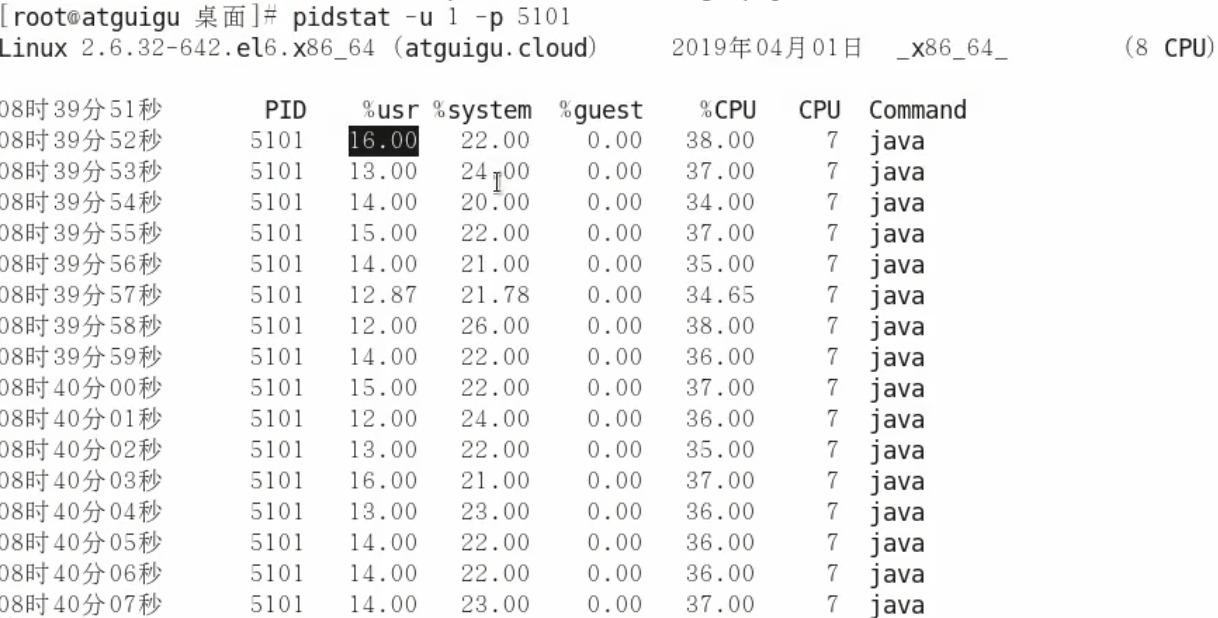 [root@atguigu 桌面]# pidstat -u 1 -p 5101
Linux 2.6.32-642.el6.x86_64 (atguigu.cloud) 2019年04月01日 _x86_64_ (8 CPU)
08时39分51秒 PID %usr %system %guest %CPU CPU Command
08时39分52秒 5101 16.00 22.00 0.00 38.00 7 java
08时39分53秒 5101 13.00 24.00 0.00 37.00 7 java
08时39分54秒 5101 14.00 20.00 0.00 34.00 7 java
08时39分55秒 5101 15.00 22.00 0.00 37.00 7 java
08时39分56秒 5101 14.00 21.00 0.00 35.00 7 java
08时39分57秒 5101 12.87 21.78 0.00 34.65 7 java
08时39分58秒 5101 12.00 26.00 0.00 38.00 7 java
08时39分59秒 5101 14.00 22.00 0.00 36.00 7 java
08时40分00秒 5101 15.00 22.00 0.00 37.00 7 java
08时40分01秒 5101 12.00 24.00 0.00 36.00 7 java
08时40分02秒 5101 13.00 22.00 0.00 35.00 7 java
08时40分03秒 5101 16.00 21.00 0.00 37.00 7 java
08时40分04秒 5101 13.00 23.00 0.00 36.00 7 java
08时40分05秒 5101 14.00 22.00 0.00 36.00 7 java
08时40分06秒 5101 14.00 22.00 0.00 36.00 7 java
08时40分07秒 5101 14.00 23.00 0.00 37.00 7 java